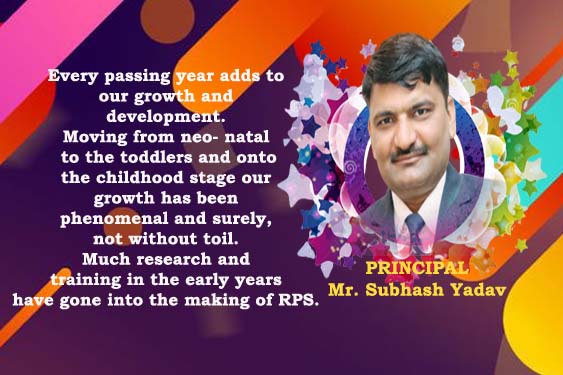 Every passing year adds to
our growth and
development.
Moving from neo- natal
to the toddlers and onto
the childhood stage our
growth has been
phenomenal and surely,
not without toil.
Much research and
training in the early years
have gone into the making of RPS.
PRINCIPAL
Mr. Subhash Yadav